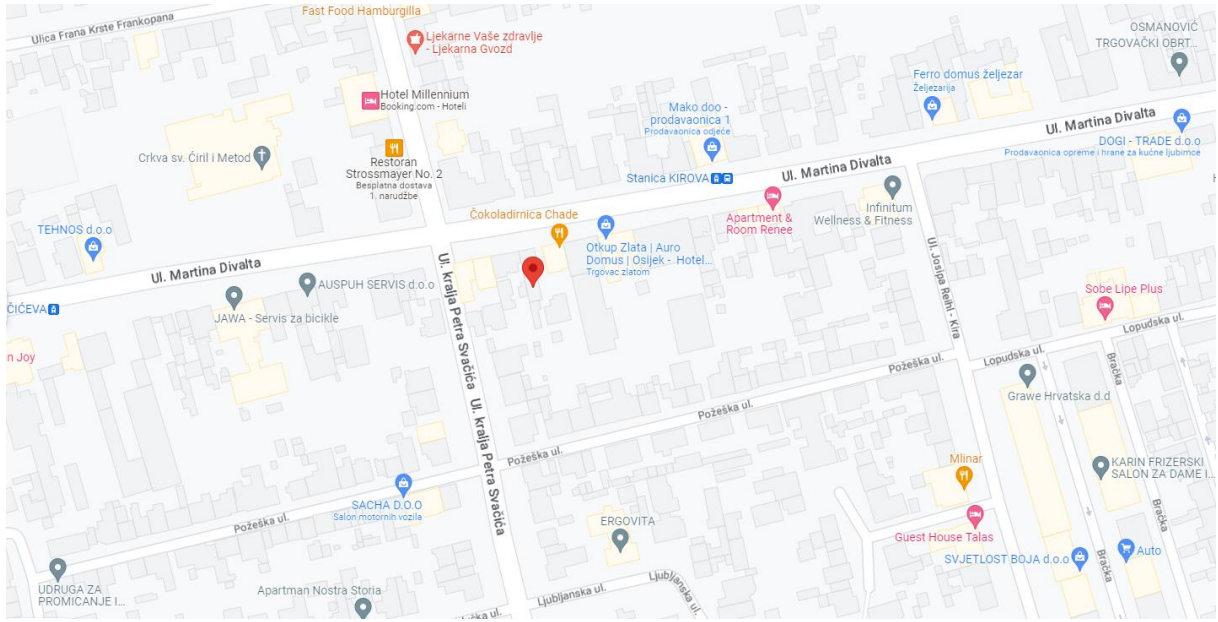 Fast Food Hamburgilla
Ulica Frana Krste Frankopana
Ljekarne Vaše zdravlje
- Ljekarna Gvozd
OSMANOVIĆ
TRGOVAČKI OBRT...
Hotel Millennium
Booking.com - Hoteli
Ferro domus željezar
Željezarija
Mako doo -
prodavaonica 1
Prodavaonica odjeće
Ul. Martina Divalta
DOGI - TRADE d.o.o
Prodavaonica opreme i hrane za kućne ljubimce
Crkva sv. Ćiril i Metod
Restoran
Strossmayer No. 2
Besplatna dostava
1. narudžbe
Stanica KIROVA
Ul. Martina Divalta
H
Čokoladirnica Chade
Apartment &
Room Renee
Infinitum
Wellness & Fitness
TEHNOS d.o.o
Otkup Zlata | Auro
Domus | Osijek - Hotel...
Trgovac zlatom
Ul. Martina Divalta
Ul. kralja Petra Svačića
Ul. Josipa Reihl - Kira
AUSPUH SERVIS d.o.o
Sobe Lipe Plus
ČIĆEVA
JAWA - Servis za bicikle
Lopudska ul.
n Joy
Lopudska ul.
Bračka
Požeška ul.
Grawe Hrvatska d.d
Požeška ul.
Ul. kralja Petra Svačića
Požeška ul.
Mlinar
KARIN FRIZERSKI
SALON ZA DAME I...
SACHA D.O.O
Salon motornih vozila
Požeška ul.
ERGOVITA
Bračka
Guest House Talas
SVJETLOST BOJA d.o.o
Auto
Bračka
UDRUGA ZA
PROMICANJE I...
Apartman Nostra Storia
Ljubljanska ul.
Ljubljanska